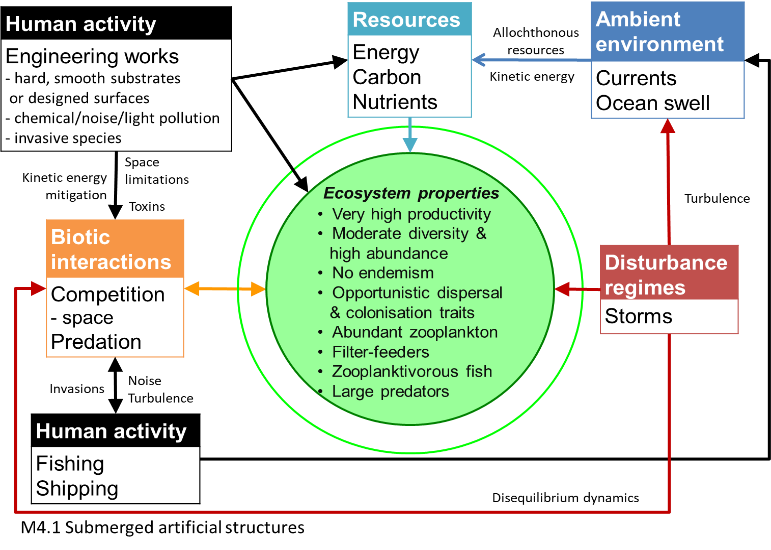 Human activity
Engineering works
- hard, smooth substrates
or designed surfaces
- chemical/noise/light pollution
- invasive species
Resources
Energy
Carbon
Nutrients
Allochthonous
resources
Kinetic energy
Ambient
environment
Currents
Ocean swell
Kinetic energy
mitigation
Space
limitations
Toxins
Turbulence
Biotic
interactions
Competition
- space
Predation
Ecosystem properties
• Very high productivity
• Moderate diversity &
high abundance
• No endemism
• Opportunistic dispersal
& colonisation traits
• Abundant zooplankton
• Filter-feeders
• Zooplanktivorous fish
• Large predators
Disturbance
regimes
Storms
Invasions
Noise
Turbulence
Human activity
Fishing
Shipping
Disequilibrium dynamics
M4.1 Submerged artificial structures